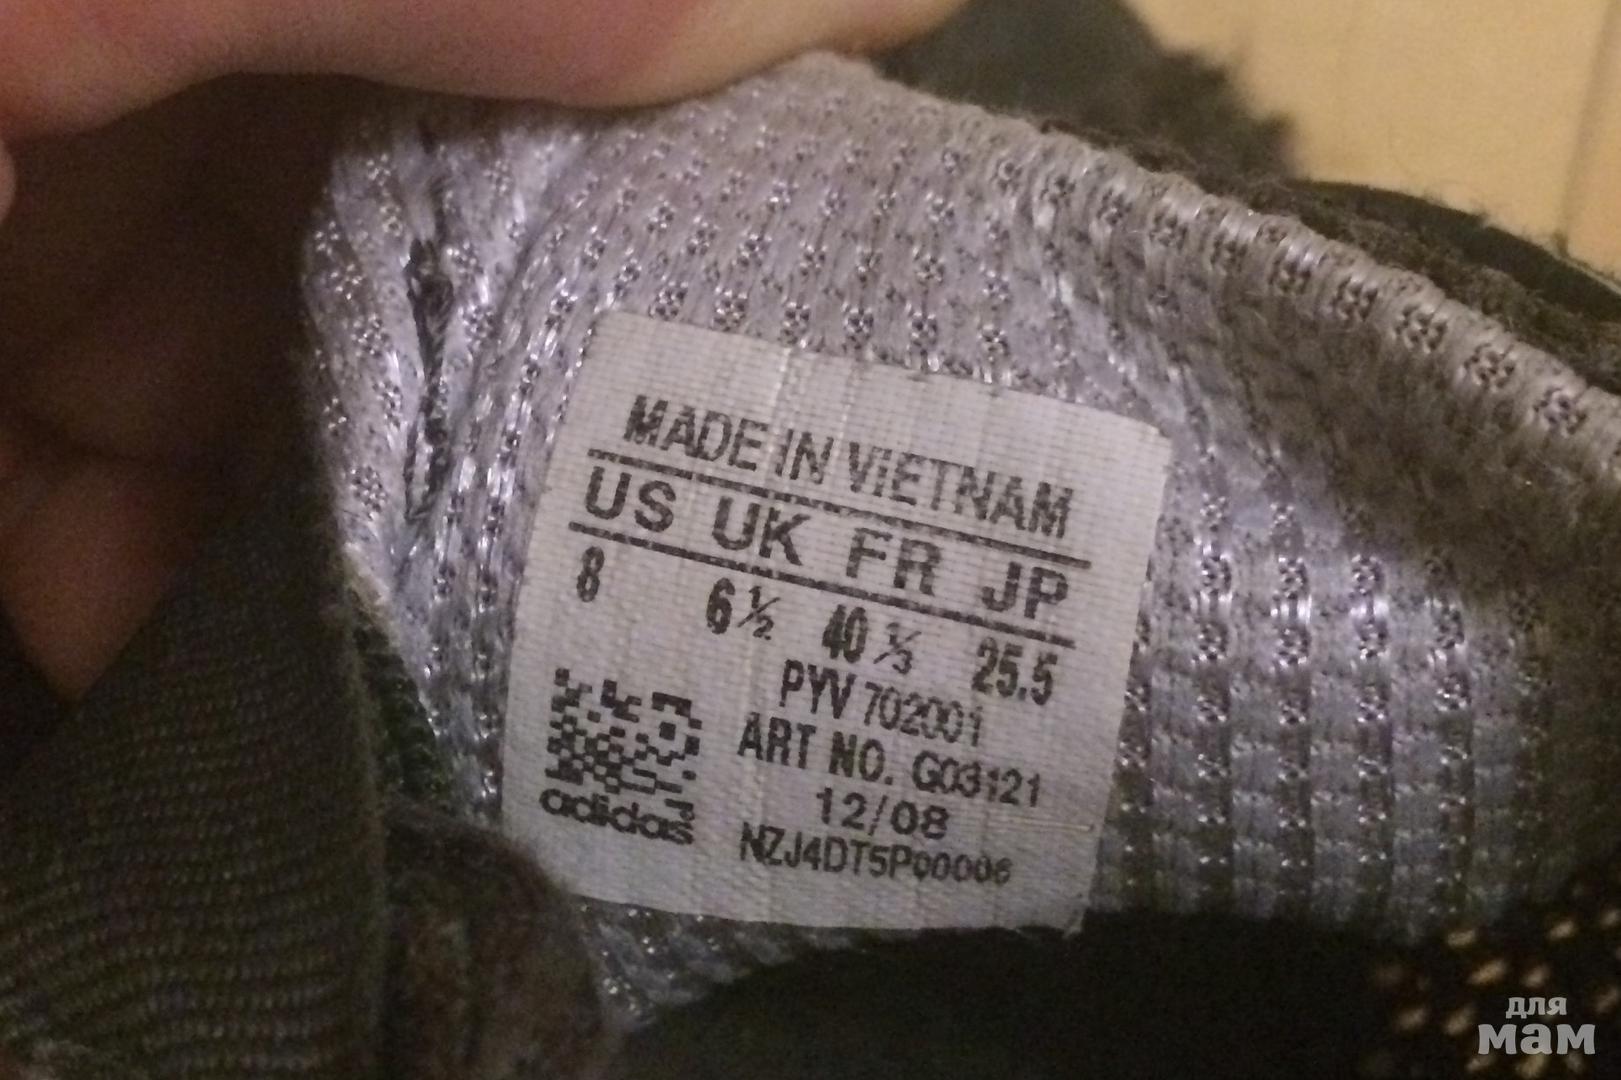 MADE IN VIETNAM
US UK FR JP
8 6½ 40⅔ 25.5
PYV 702001
ART NO. G03121
12/08
adidas
NZJ4DT5P00006
для
мам